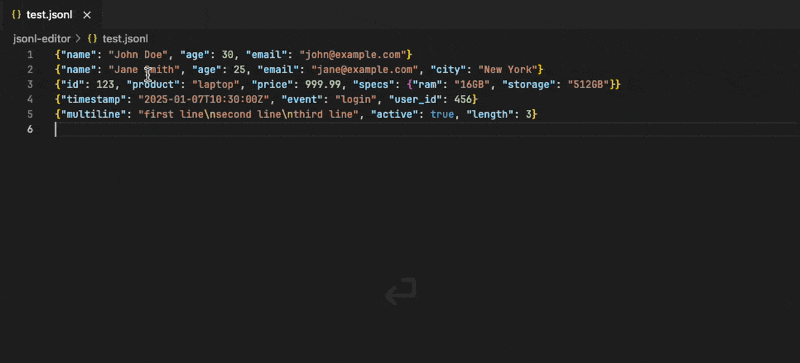 {} test.jsonl ×
jsonl-editor > {} test.jsonl
1 {"name": "John Doe", "age": 30, "email": "john@example.com"}
2 {"name": "Jane Smith", "age": 25, "email": "jane@example.com", "city": "New York"}
3 {"id": 123, "product": "laptop", "price": 999.99, "specs": {"ram": "16GB", "storage": "512GB"}}
4 {"timestamp": "2025-01-07T10:30:00Z", "event": "login", "user_id": 456}
5 {"multiline": "first line\nsecond line\nthird line", "active": true, "length": 3}
6